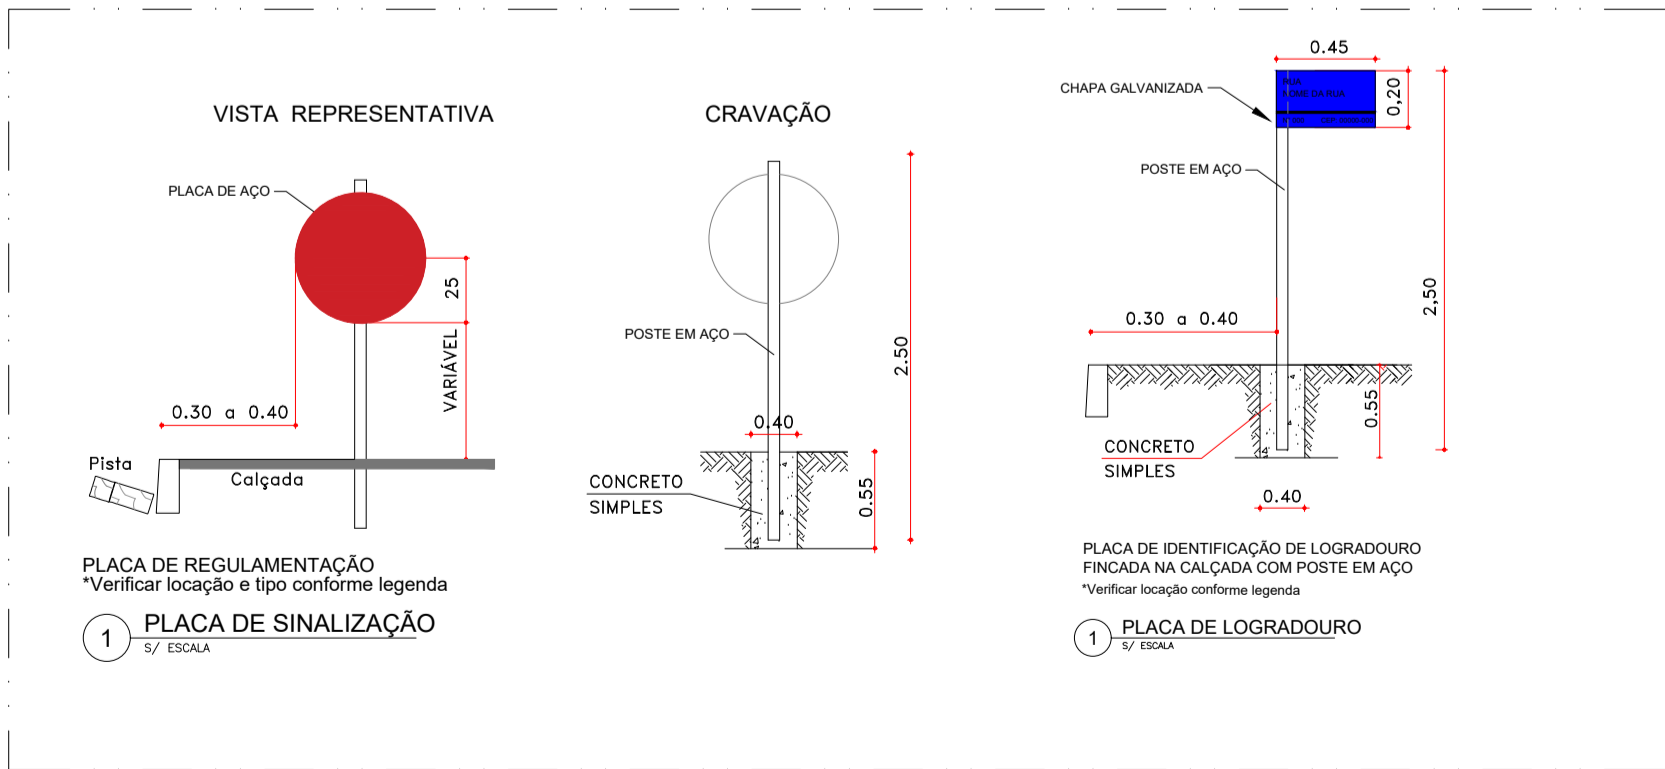 VISTA REPRESENTATIVA
PLACA DE AÇO
25
VARIÁVEL
0.30 a 0.40
Pista
Calçada
PLACA DE REGULAMENTAÇÃO
*Verificar locação e tipo conforme legenda
1
PLACA DE SINALIZAÇÃO
S/ ESCALA
CRAVAÇÃO
POSTE EM AÇO
2.50
0.40
CONCRETO
SIMPLES
0.55
0.45
CHAPA GALVANIZADA
RUA
NOME DA RUA
0,20
POSTE EM AÇO
2,50
0.30 a 0.40
0.55
CONCRETO
SIMPLES
0.40
PLACA DE IDENTIFICAÇÃO DE LOGRADOURO
FINCADA NA CALÇADA COM POSTE EM AÇO
*Verificar locação conforme legenda
1
PLACA DE LOGRADOURO
S/ ESCALA